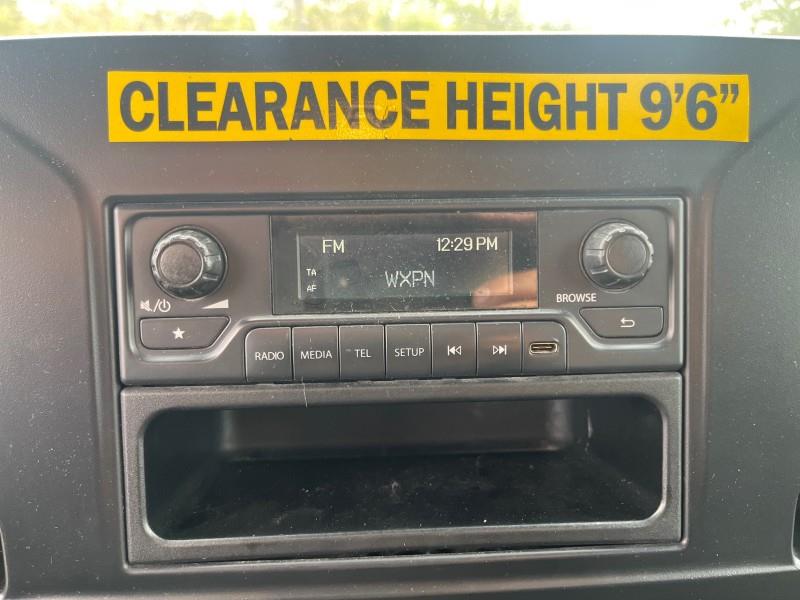 CLEARANCE HEIGHT 9'6"
FM 12:29 PM
TA
AF WXPN
BROWSE
RADIO MEDIA TEL SETUP